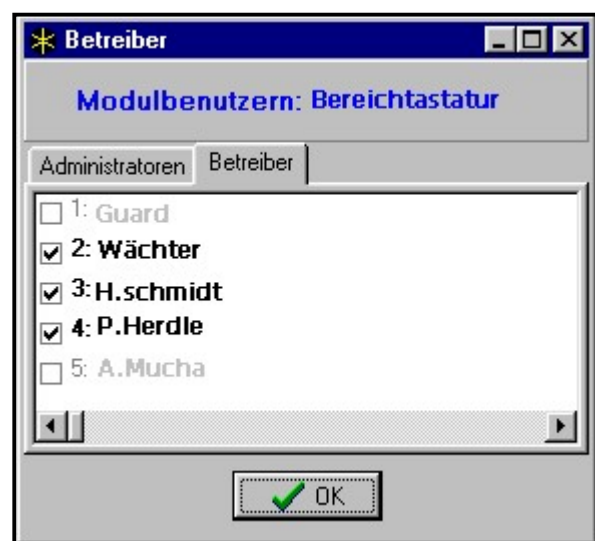 Betreiber
Modulbenutzern: Bereichtastatur
Administratoren Betreiber
1: Guard
2: Wächter
3: H.schmidt
4: P.Herdle
5: A.Mucha
OK